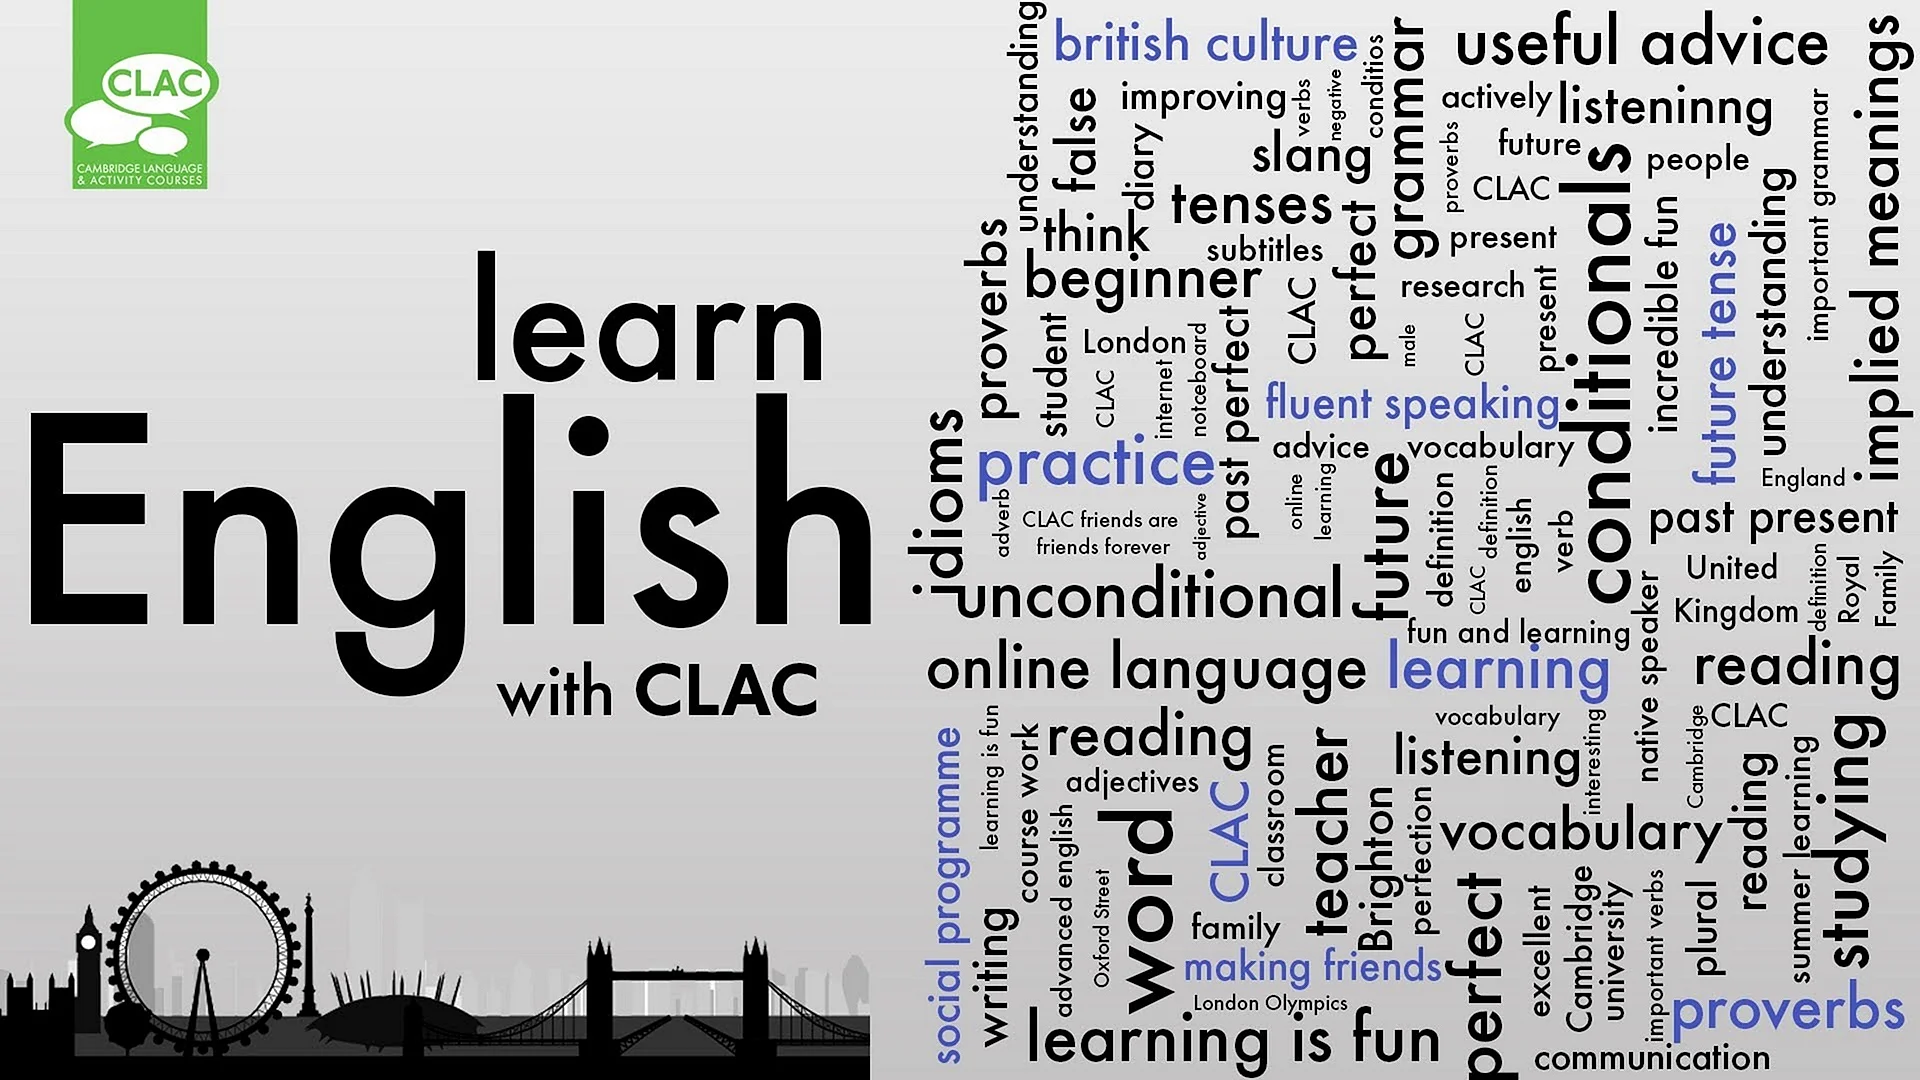 CLAC
CAMBRIDGE LANGUAGE
& ACTIVITY COURSES
learn
English
with CLAC
understanding
british culture
conditios
grammar
useful advice
implied meanings
false
improving
verbs
negative
actively
listeninng
important grammar
diary
slang
proverbs
future
people
CLAC
tenses
perfect
conditionals
understanding
think
subtitles
present
incredible fun
future tense
proverbs
beginner
CLAC
research
present
student
London
past perfect
male
CLAC
CLAC
internet
notceboard
fluent speaking
idioms
practice
advice
vocabulary
England
adverb
CLAC friends are
friends forever
adjective
online
learning
future
definition
definition
english
verb
past present
CLAC
United
Kingdom
definition
Royal
Family
unconditional
fun and learning
native speaker
online language
learning
reading
social programme
learning is fun
course work
reading
vocabulary
interesting
Cambridge
CLAC
studying
adjectives
classroom
teacher
listening
reading
summer learning
advanced english
word
CLAC
Brighton
perfection
vocabulary
Oxford Street
writing
family
perfect
excellent
Cambridge
university
important verbs
plural
making friends
London Olympics
proverbs
learning is fun
communication